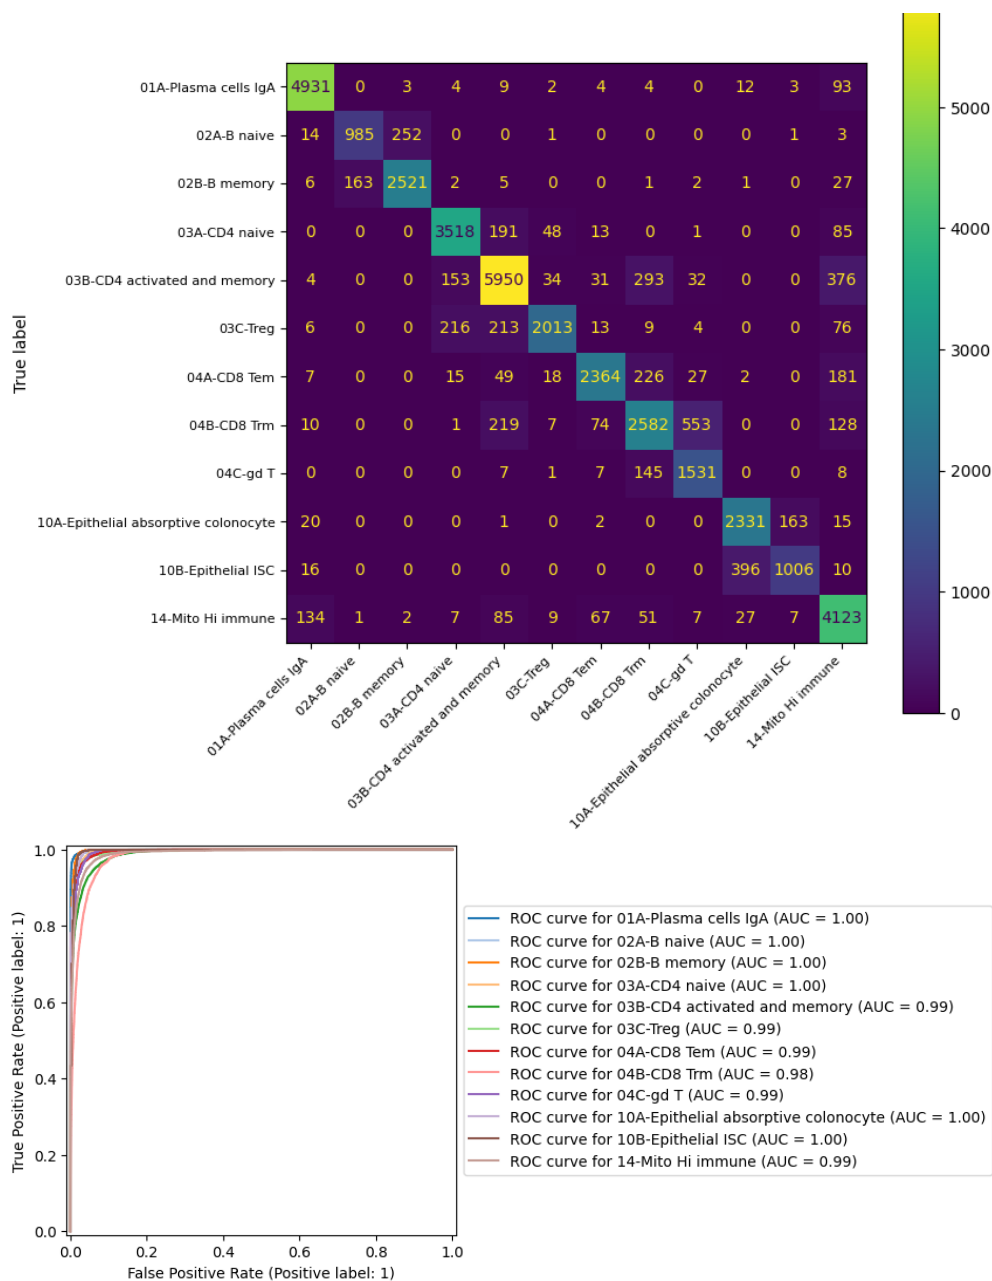 01A-Plasma cells IgA 4931 0 3 4 9 2 4 4 0 12 3 93
02A-B naive 14 985 252 0 0 1 0 0 0 0 1 3
02B-B memory 6 163 2521 2 5 0 0 1 2 1 0 27
03A-CD4 naive 0 0 0 3518 191 48 13 0 1 0 0 85
03B-CD4 activated and memory 4 0 0 153 5950 34 31 293 32 0 0 376
03C-Treg 6 0 0 216 213 2013 13 9 4 0 0 76
04A-CD8 Tem 7 0 0 15 49 18 2364 226 27 2 0 181
04B-CD8 Trm 10 0 0 1 219 7 74 2582 553 0 0 128
04C-gd T 0 0 0 0 7 1 7 145 1531 0 0 8
10A-Epithelial absorptive colonocyte 20 0 0 0 1 0 2 0 0 2331 163 15
10B-Epithelial ISC 16 0 0 0 0 0 0 0 0 396 1006 10
14-Mito Hi immune 134 1 2 7 85 9 67 51 7 27 7 4123
True label
01A-Plasma cells IgA
02A-B naive
02B-B memory
03A-CD4 naive
03B-CD4 activated and memory
03C-Treg
04A-CD8 Tem
04B-CD8 Trm
04C-gd T
10A-Epithelial absorptive colonocyte
10B-Epithelial ISC
14-Mito Hi immune
5000
4000
3000
2000
1000
0
True Positive Rate (Positive label: 1)
1.0
0.8
0.6
0.4
0.2
0.0
0.0 0.2 0.4 0.6 0.8 1.0
False Positive Rate (Positive label: 1)
ROC curve for 01A-Plasma cells IgA (AUC = 1.00)
ROC curve for 02A-B naive (AUC = 1.00)
ROC curve for 02B-B memory (AUC = 1.00)
ROC curve for 03A-CD4 naive (AUC = 1.00)
ROC curve for 03B-CD4 activated and memory (AUC = 0.99)
ROC curve for 03C-Treg (AUC = 0.99)
ROC curve for 04A-CD8 Tem (AUC = 0.99)
ROC curve for 04B-CD8 Trm (AUC = 0.98)
ROC curve for 04C-gd T (AUC = 0.99)
ROC curve for 10A-Epithelial absorptive colonocyte (AUC = 1.00)
ROC curve for 10B-Epithelial ISC (AUC = 1.00)
ROC curve for 14-Mito Hi immune (AUC = 0.99)